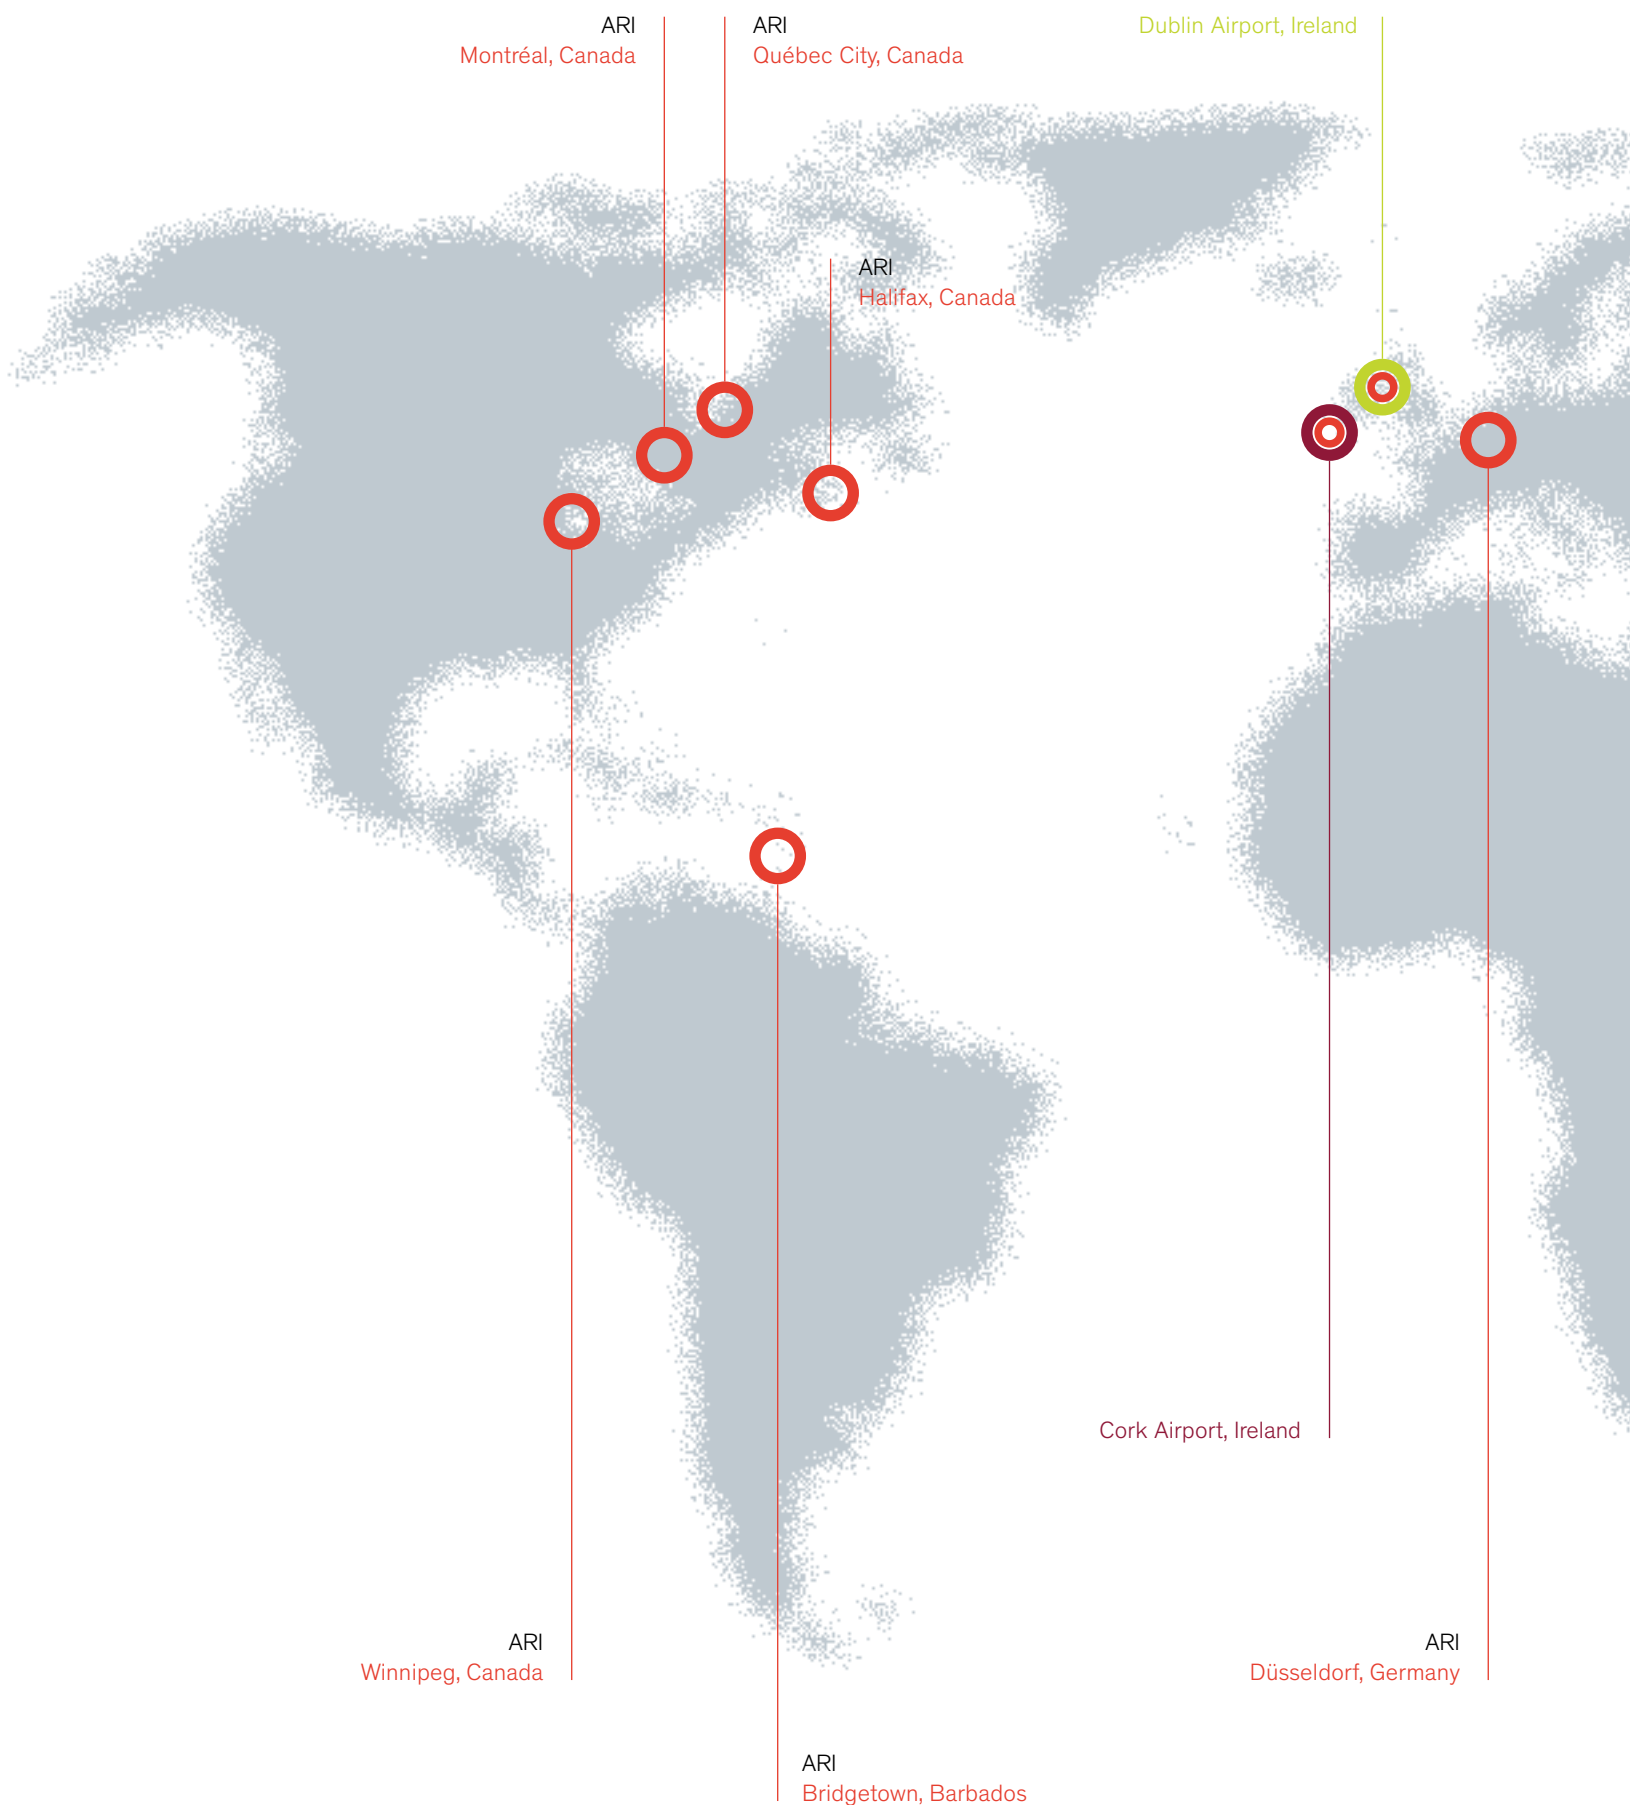 ARI
Montréal, Canada
ARI
Québec City, Canada
Dublin Airport, Ireland
ARI
Halifax, Canada
Cork Airport, Ireland
ARI
Winnipeg, Canada
ARI
Düsseldorf, Germany
ARI
Bridgetown, Barbados